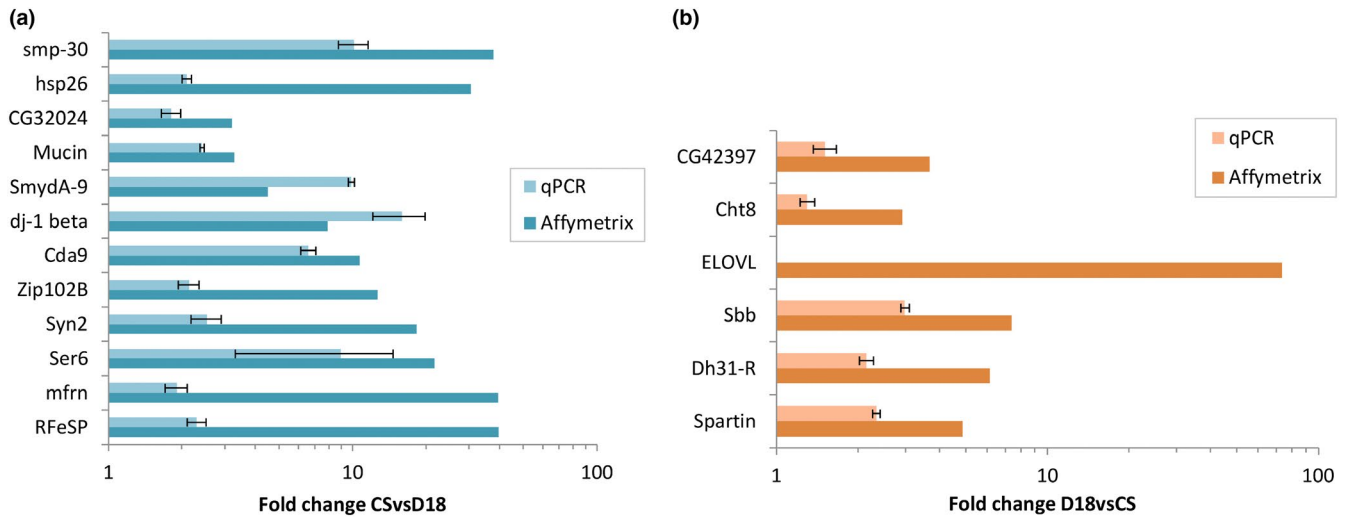 (a)
smp-30
hsp26
CG32024
Mucin
SmydA-9
dj-1 beta
Cda9
Zip102B
Syn2
Ser6
mfrn
RFeSP
qPCR
Affymetrix
1
10
100
Fold change CSvsD18
(b)
CG42397
Cht8
ELOVL
Sbb
Dh31-R
Spartin
qPCR
Affymetrix
1
10
100
Fold change D18vsCS